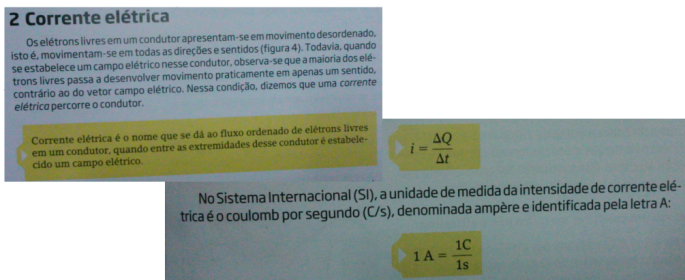 2 Corrente elétrica
Os elétrons livres em um condutor apresentam-se em movimento desordenado,
isto é, movimentam-se em todas as direções e sentidos (figura 4). Todavia, quando
se estabelece um campo elétrico nesse condutor, observa-se que a maioria dos elé-
trons livres passa a desenvolver movimento praticamente em apenas um sentido,
contrário ao do vetor campo elétrico. Nessa condição, dizemos que uma corrente
elétrica percorre o condutor.
Corrente elétrica é o nome que se dá ao fluxo ordenado de elétrons livres
em um condutor, quando entre as extremidades desse condutor é estabele-
cido um campo elétrico.
i = ΔQ/Δt
No Sistema Internacional (SI), a unidade de medida da intensidade de corrente elé-
trica é o coulomb por segundo (C/s), denominada ampère e identificada pela letra A:
1 A = 1C/1s